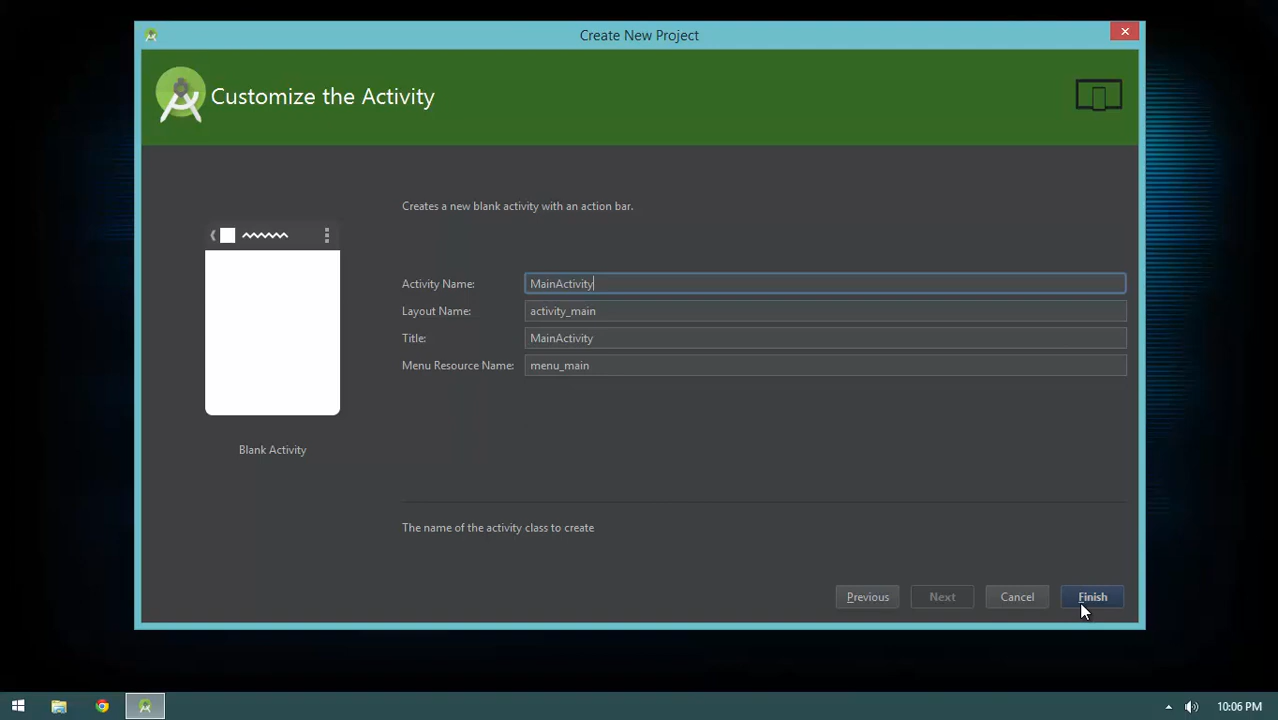 Create New Project
Customize the Activity
Creates a new blank activity with an action bar.
Activity Name: MainActivity
Layout Name: activity_main
Title: MainActivity
Menu Resource Name: menu_main
Blank Activity
The name of the activity class to create
Previous Next Cancel Finish
10:06 PM